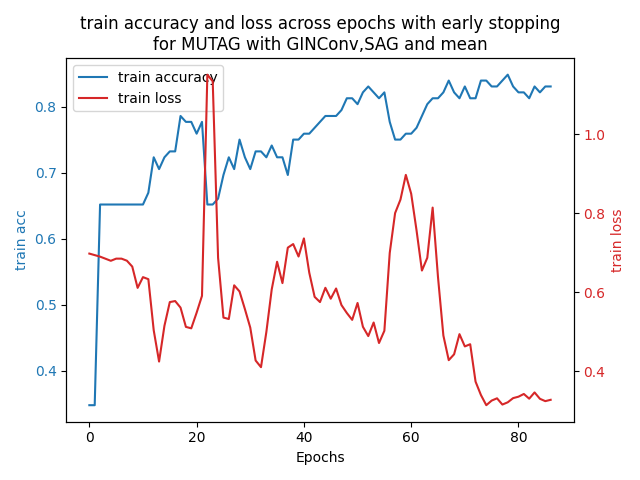 train accuracy and loss across epochs with early stopping
for MUTAG with GINConv,SAG and mean
train accuracy
train loss
train acc
0.8
0.7
0.6
0.5
0.4
1.0
0.8
0.6
0.4
train loss
0
20
40
60
80
Epochs